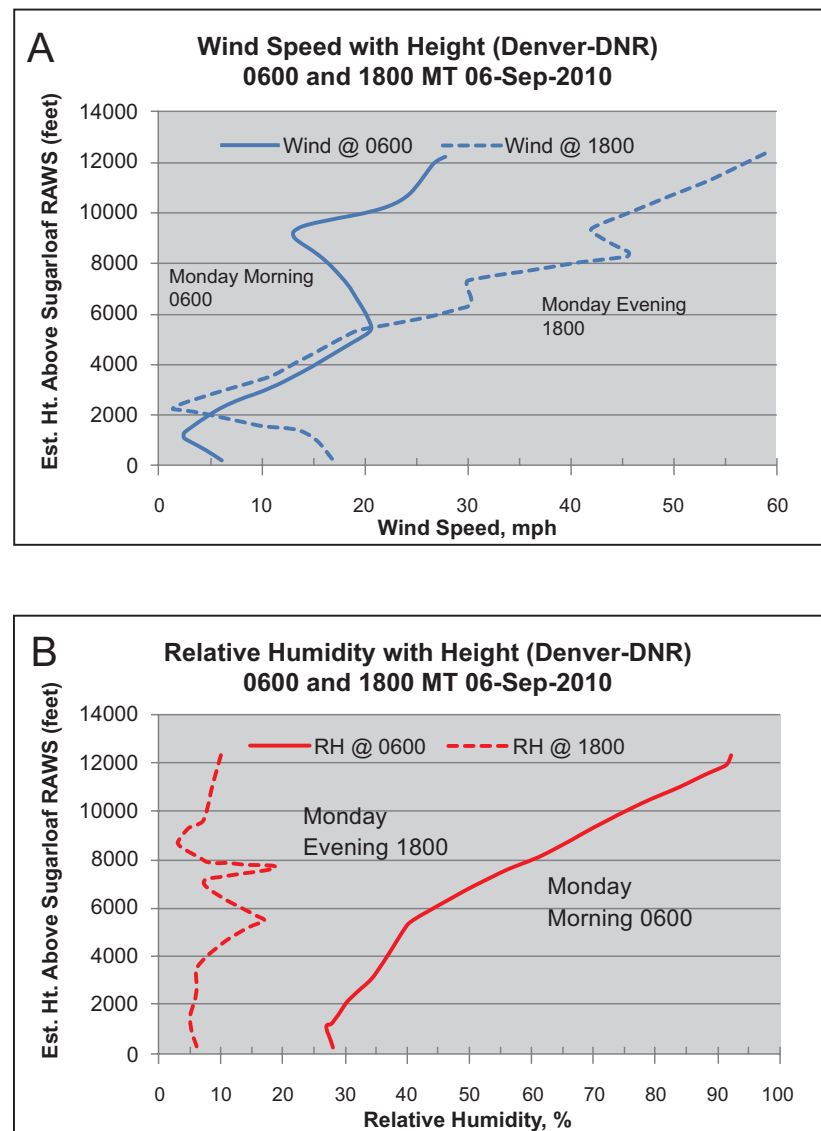 A
Wind Speed with Height (Denver-DNR)
0600 and 1800 MT 06-Sep-2010
Est. Ht. Above Sugarloaf RAWS (feet)
14000
12000
10000
8000
6000
4000
2000
0
Wind @ 0600
Wind @ 1800
Monday Morning
0600
Monday Evening
1800
0 10 20 30 40 50 60
Wind Speed, mph
B
Relative Humidity with Height (Denver-DNR)
0600 and 1800 MT 06-Sep-2010
Est. Ht. Above Sugarloaf RAWS (feet)
14000
12000
10000
8000
6000
4000
2000
0
RH @ 0600
RH @ 1800
Monday
Evening 1800
Monday
Morning 0600
0 10 20 30 40 50 60 70 80 90 100
Relative Humidity, %